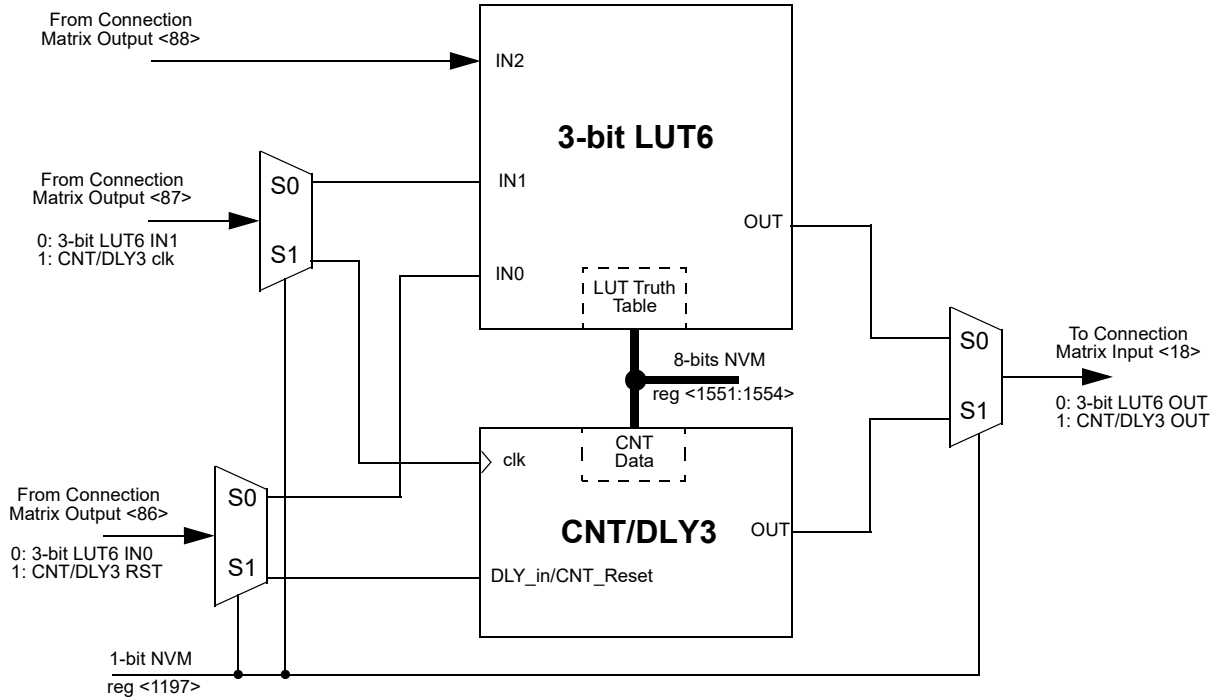 From Connection
Matrix Output <88>
IN2
3-bit LUT6
From Connection
Matrix Output <87>
0: 3-bit LUT6 IN1
1: CNT/DLY3 clk
S0
S1
IN1
IN0
OUT
LUT Truth
Table
8-bits NVM
reg <1551:1554>
S0
S1
To Connection
Matrix Input <18>
0: 3-bit LUT6 OUT
1: CNT/DLY3 OUT
CNT
Data
clk
From Connection
Matrix Output <86>
0: 3-bit LUT6 IN0
1: CNT/DLY3 RST
S0
S1
CNT/DLY3
OUT
DLY_in/CNT_Reset
1-bit NVM
reg <1197>